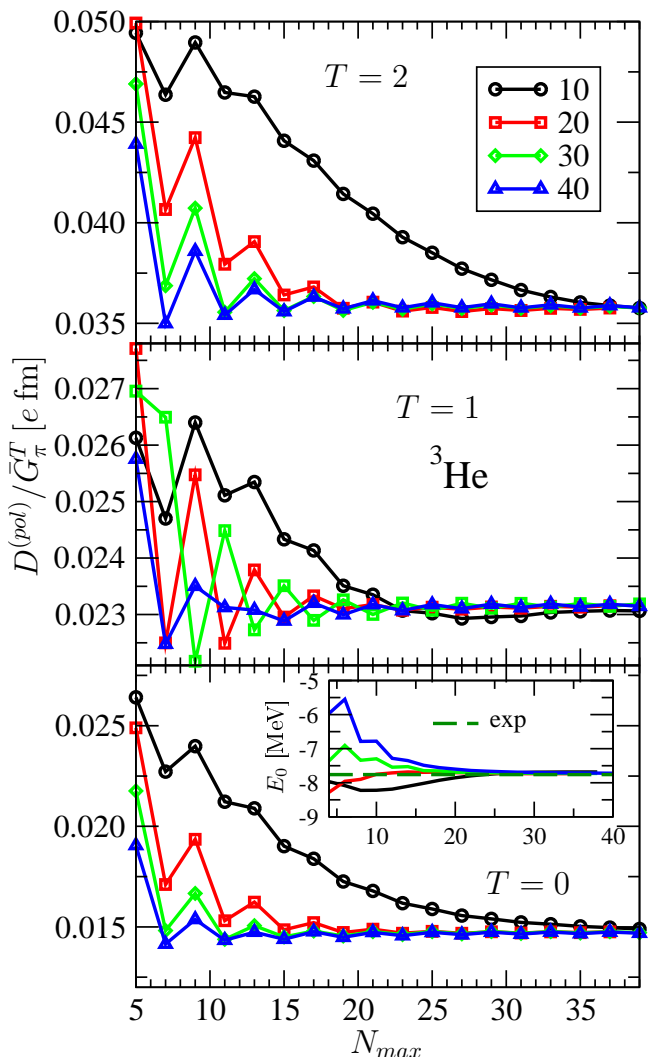 0.050
0.045
0.040
0.035
T = 2
10
20
30
40
0.027
0.026
0.025
0.024
0.023
T = 1
³He
D^(pol)/Ḡ_π^T [e fm]
0.025
0.020
0.015
T = 0
-5
-6
-7
-8
-9
E₀ [MeV]
exp
10 20 30 40
5 10 15 20 25 30 35
N_max